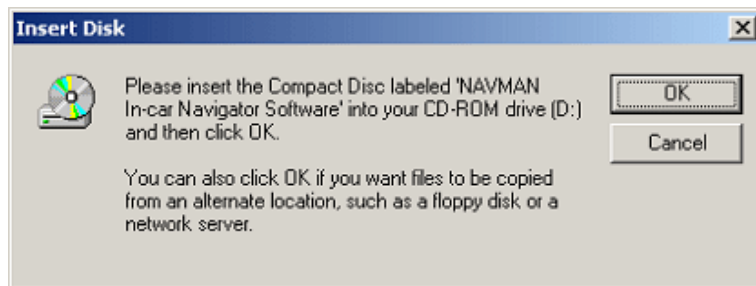 Insert Disk
Please insert the Compact Disc labeled 'NAVMAN
In-car Navigator Software' into your CD-ROM drive (D:)
and then click OK.
You can also click OK if you want files to be copied
from an alternate location, such as a floppy disk or a
network server.
OK
Cancel